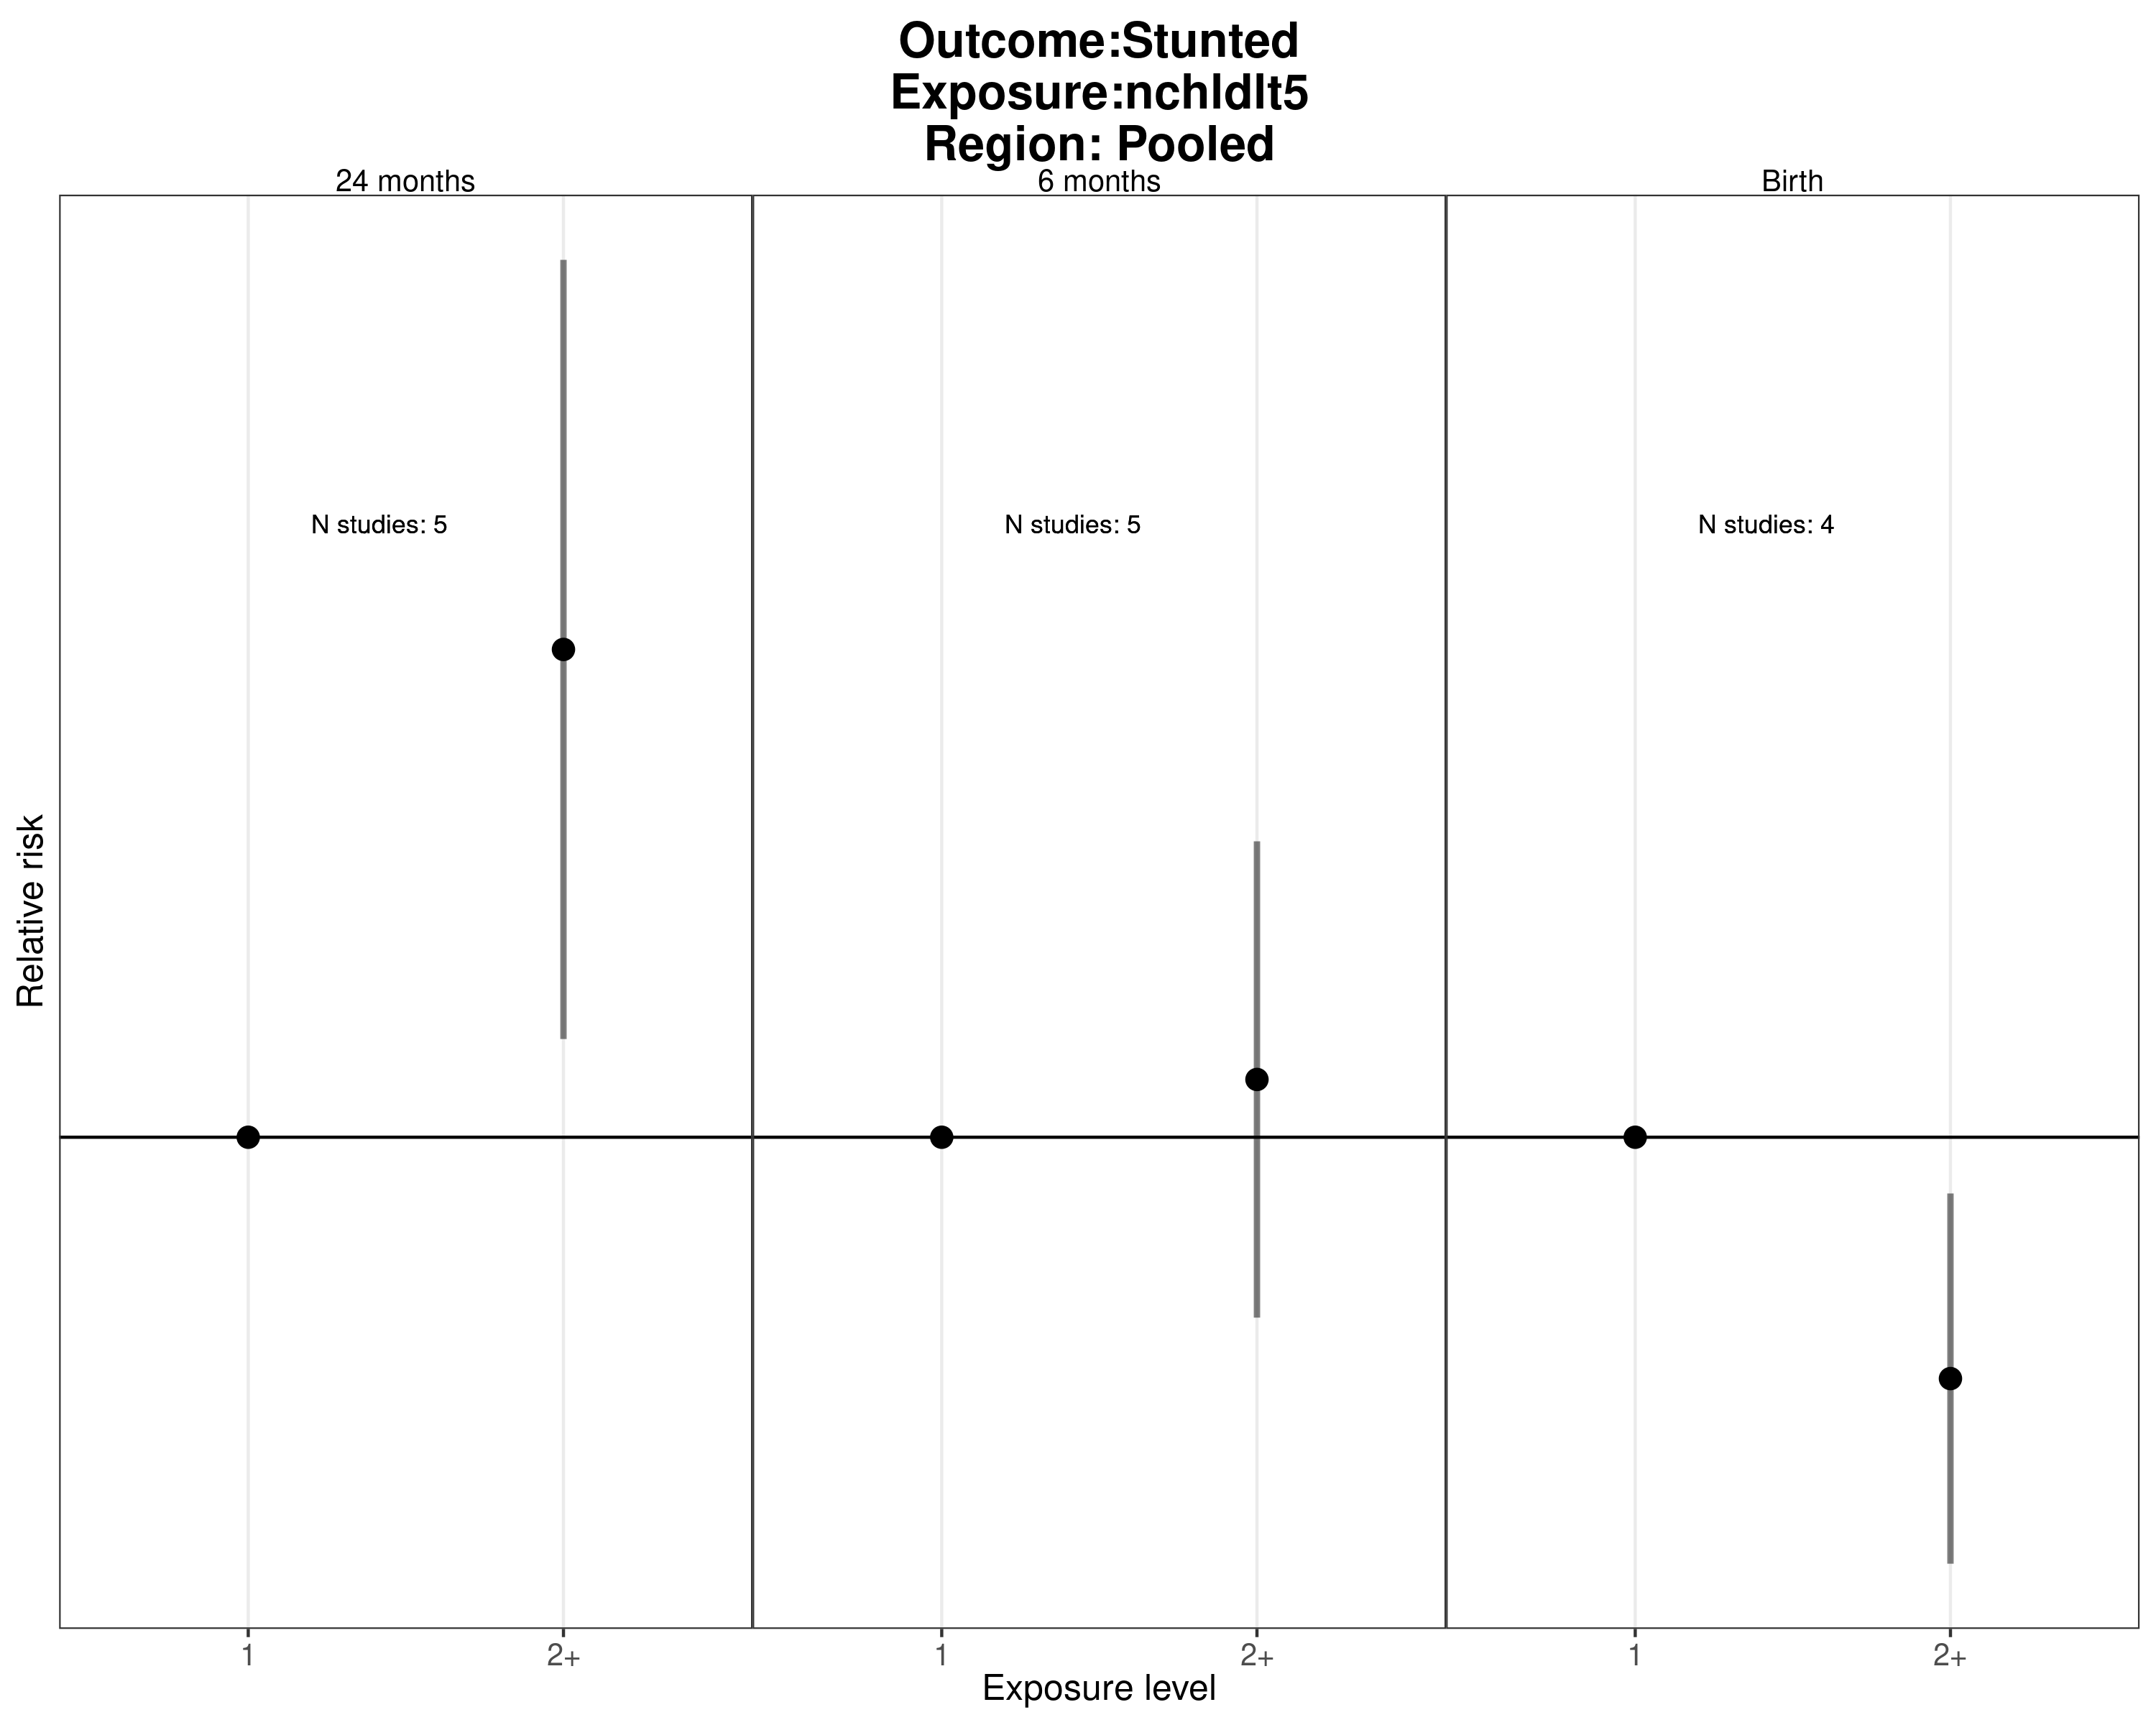 Outcome:Stunted
Exposure:nchldlt5
Region: Pooled
24 months
6 months
Birth
N studies: 5
N studies: 5
N studies: 4
Relative risk
1
2+
1
2+
1
2+
Exposure level